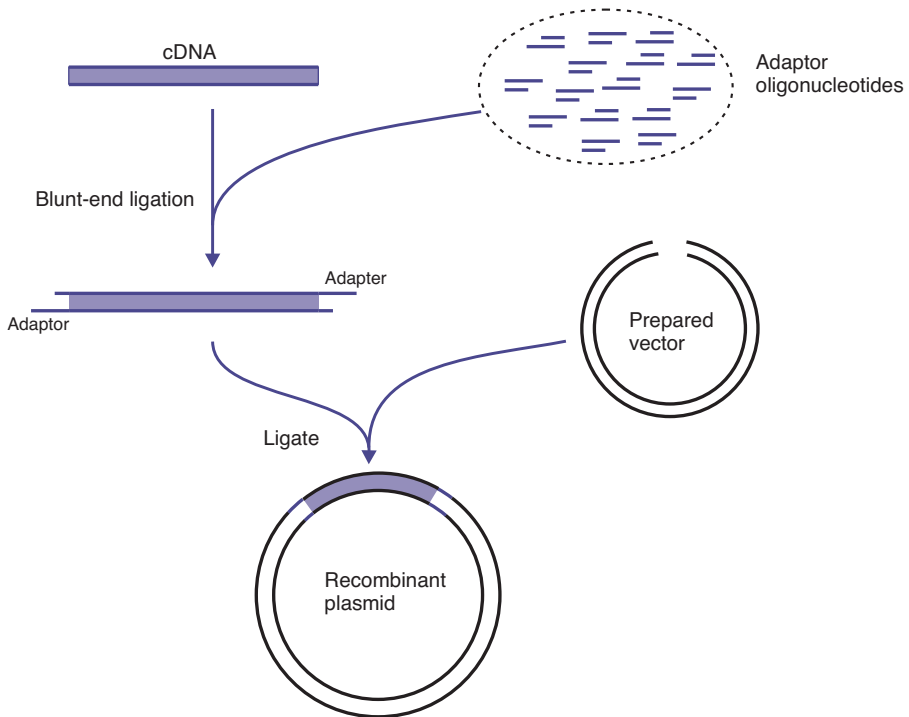 cDNA
Adaptor
oligonucleotides
Blunt-end ligation
Adapter
Adaptor
Prepared
vector
Ligate
Recombinant
plasmid